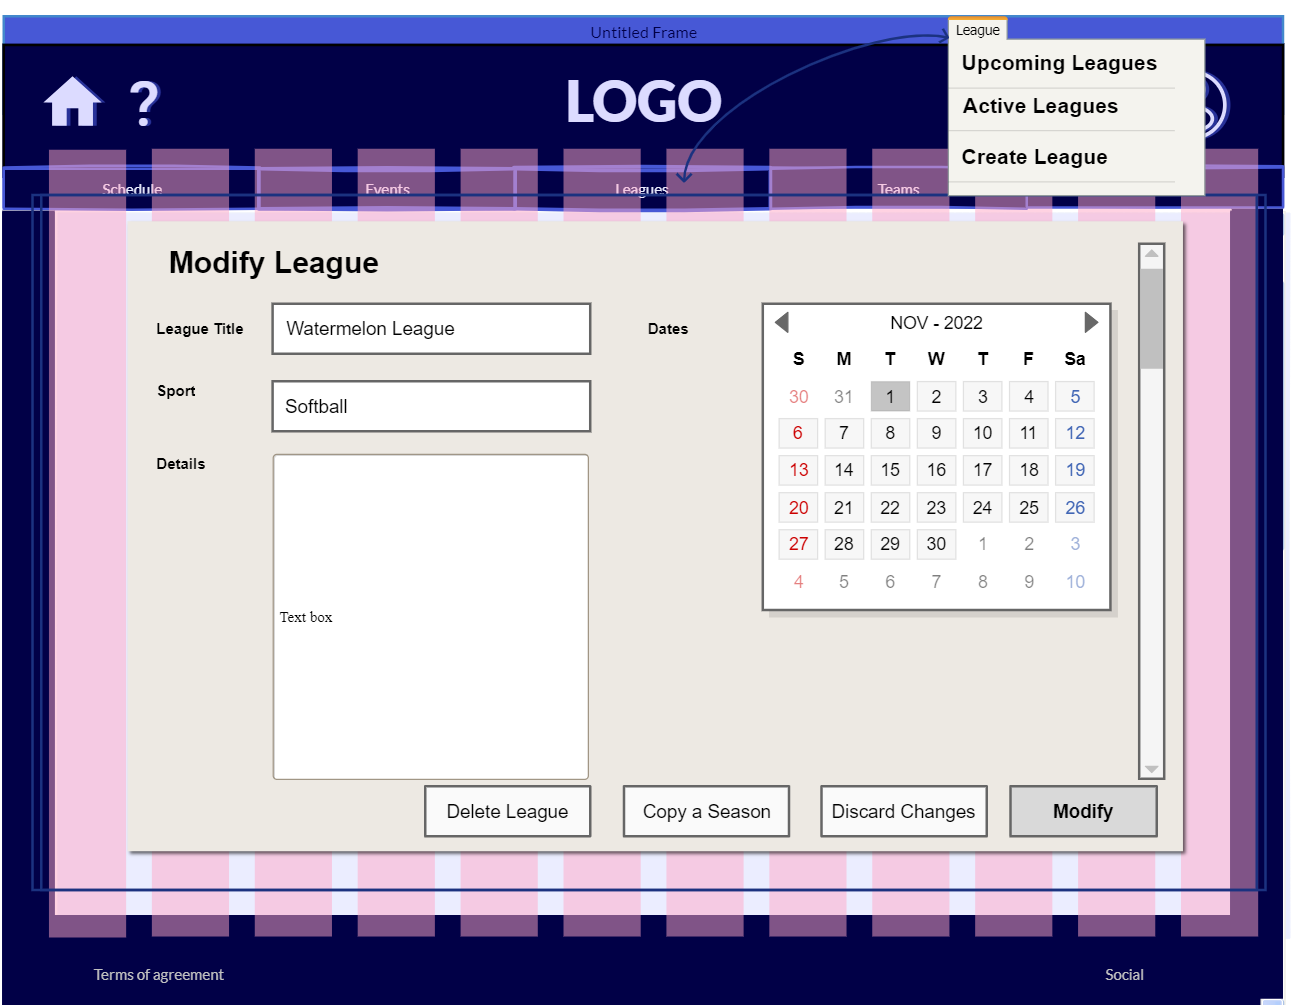 Untitled Frame
League
Upcoming Leagues
Active Leagues
Create League
?
LOGO
Schedule
Events
Leagues
Teams
Modify League
League Title
Watermelon League
Sport
Softball
Details
Text box
Dates
NOV - 2022
S M T W T F Sa
30 31 1 2 3 4 5
6 7 8 9 10 11 12
13 14 15 16 17 18 19
20 21 22 23 24 25 26
27 28 29 30 1 2 3
4 5 6 7 8 9 10
Delete League
Copy a Season
Discard Changes
Modify
Terms of agreement
Social